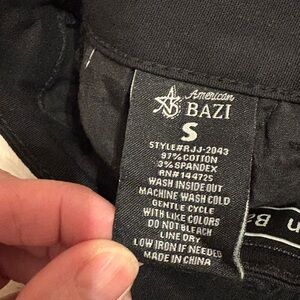 American
BAZI
S
STYLE#RJJ-2043
97%COTTON
3%SPANDEX
RN#144725
WASH INSIDE OUT
MACHINE WASH COLD
GENTLE CYCLE
WITH LIKE COLORS
DO NOT BLEACH
LINE DRY
LOW IRON IF NEEDED
MADE IN CHINA
n Ba